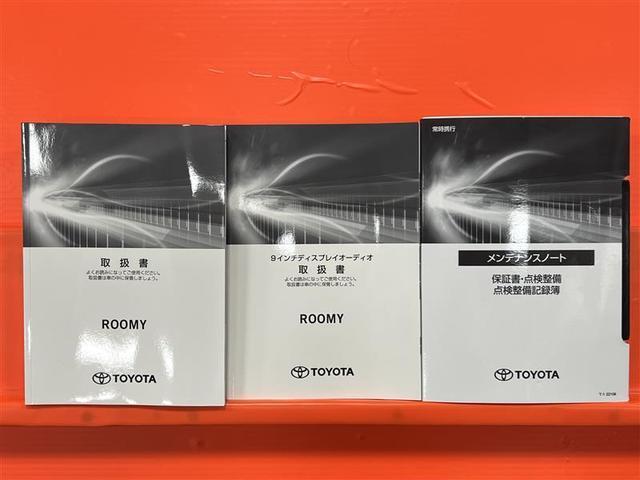 取扱書
よくお読みになってご使用ください。
取扱書は車の中に保管しましょう。
ROOMY
TOYOTA
9インチディスプレイオーディオ
取扱書
よくお読みになってご使用ください。
取扱書は車の中に保管しましょう。
ROOMY
TOYOTA
常時携行
メンテナンスノート
保証書・点検整備
点検整備記録簿
TOYOTA